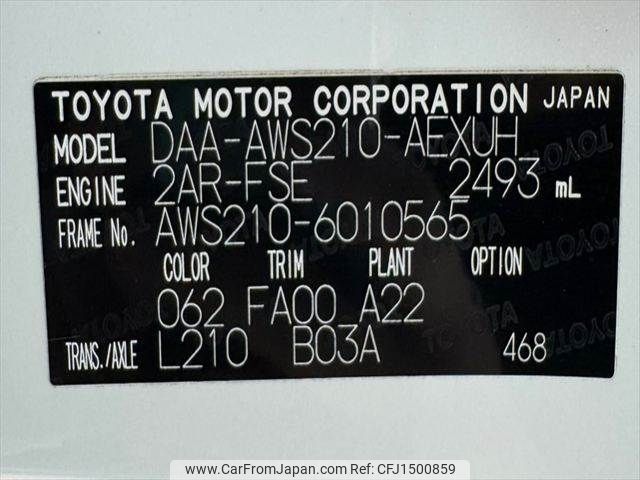 TOYOTA MOTOR CORPORATION JAPAN
MODEL DAA-AWS210-AEXUH
ENGINE 2AR-FSE 2493 mL
FRAME No. AWS210-6010565
COLOR TRIM PLANT OPTION
062 FA00 A22
TRANS./AXLE L210 B03A 468
www.CarFromJapan.com | CFJ1500859